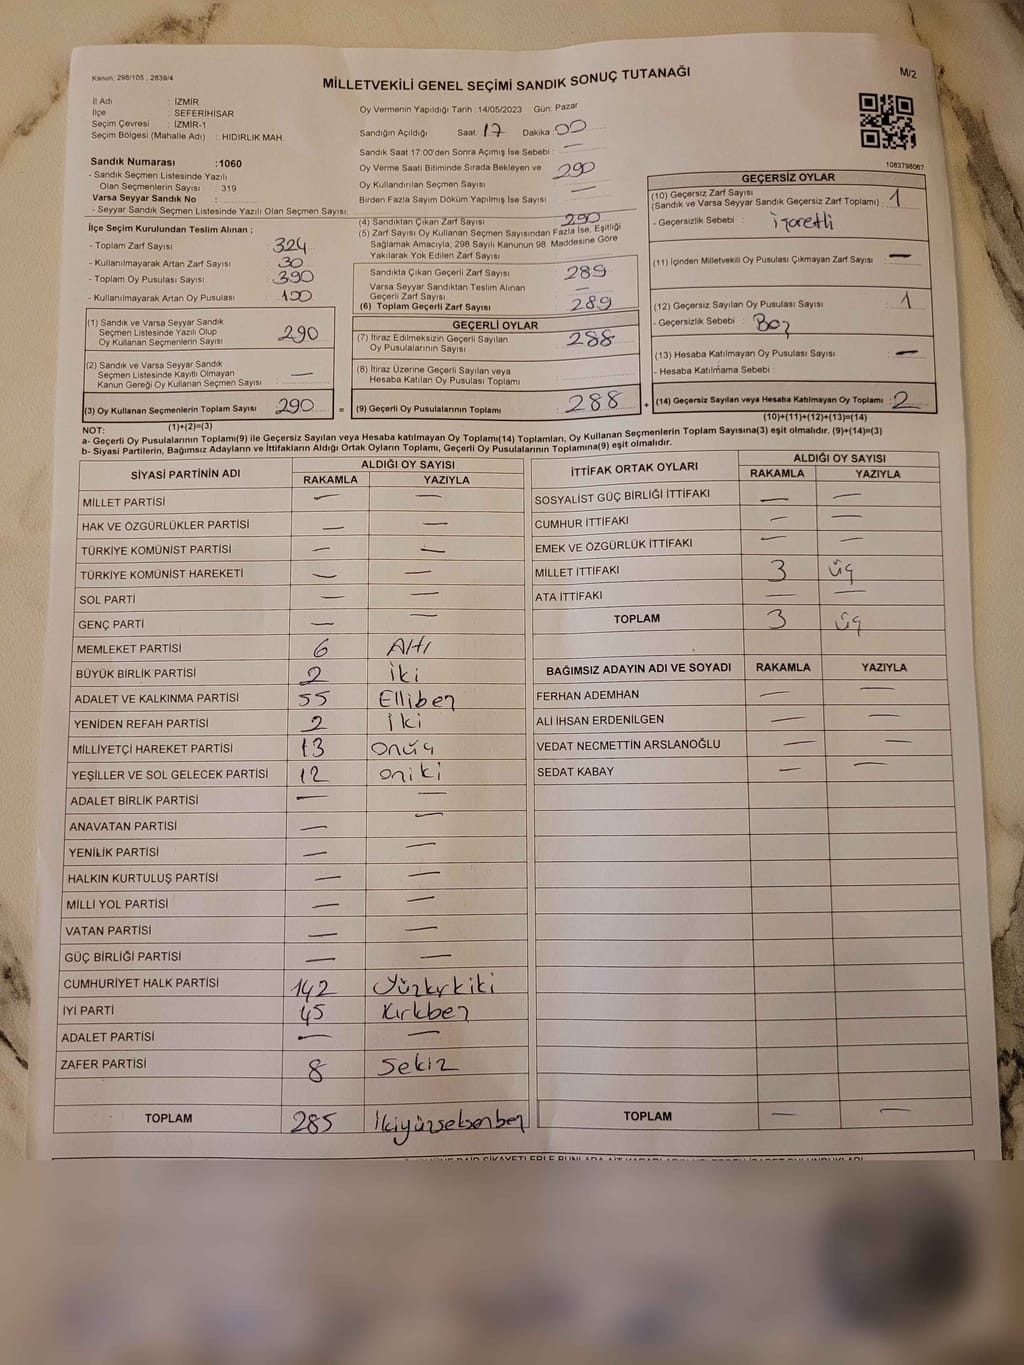 Kanun: 298/105 , 2839/4
MİLLETVEKİLİ GENEL SEÇİMİ SANDIK SONUÇ TUTANAĞI
M/2
İl Adı : İZMİR
İlçe : SEFERİHİSAR
Seçim Çevresi : İZMİR-1
Seçim Bölgesi (Mahalle Adı) : HIDIRLIK MAH.
Sandık Numarası :1060
- Sandık Seçmen Listesinde Yazılı
Olan Seçmenlerin Sayısı : 319
Varsa Seyyar Sandık No :
- Seyyar Sandık Seçmen Listesinde Yazılı Olan Seçmen Sayısı:
İlçe Seçim Kurulundan Teslim Alınan ;
- Toplam Zarf Sayısı : 324
- Kullanılmayarak Artan Zarf Sayısı : 30
- Toplam Oy Pusulası Sayısı : 390
- Kullanılmayarak Artan Oy Pusulası : 100
(1) Sandık ve Varsa Seyyar Sandık
Seçmen Listesinde Yazılı Olup
Oy Kullanan Seçmenlerin Sayısı : 290
(2) Sandık ve Varsa Seyyar Sandık
Seçmen Listesinde Kayıtlı Olmayan
Kanun Gereği Oy Kullanan Seçmen Sayısı : —
(3) Oy Kullanan Seçmenlerin Toplam Sayısı : 290 =
(1)+(2)=(3)
Oy Vermenin Yapıldığı Tarih :14/05/2023 Gün: Pazar
Sandığın Açıldığı Saat: 17 Dakika : 00
Sandık Saat 17:00'den Sonra Açımış İse Sebebi : —
Oy Verme Saati Bitiminde Sırada Bekleyen ve
Oy Kullandırılan Seçmen Sayısı : 290
Birden Fazla Sayım Döküm Yapılmış İse Sayısı : —
(4) Sandıktan Çıkan Zarf Sayısı : 290
(5) Zarf Sayısı Oy Kullanan Seçmen Sayısından Fazla İse, Eşitliği
Sağlamak Amacıyla, 298 Sayılı Kanunun 98. Maddesine Göre
Yakılarak Yok Edilen Zarf Sayısı :
Sandıkta Çıkan Geçerli Zarf Sayısı : 289
Varsa Seyyar Sandıktan Teslim Alınan
Geçerli Zarf Sayısı : —
(6) Toplam Geçerli Zarf Sayısı : 289
GEÇERLİ OYLAR
(7) İtiraz Edilmeksizin Geçerli Sayılan
Oy Pusulalarının Sayısı : 288
(8) İtiraz Üzerine Geçerli Sayılan veya
Hesaba Katılan Oy Pusulası Toplamı :
(9) Geçerli Oy Pusulalarının Toplamı : 288 +
1083798067
GEÇERSİZ OYLAR
(10) Geçersiz Zarf Sayısı
(Sandık ve Varsa Seyyar Sandık Geçersiz Zarf Toplamı) : 1
- Geçersizlik Sebebi : işaretli
(11) İçinden Milletvekili Oy Pusulası Çıkmayan Zarf Sayısı : —
(12) Geçersiz Sayılan Oy Pusulası Sayısı : 1
- Geçersizlik Sebebi : Boş
(13) Hesaba Katılmayan Oy Pusulası Sayısı : —
- Hesaba Katılmama Sebebi :
(14) Geçersiz Sayılan veya Hesaba Katılmayan Oy Toplamı : 2
(10)+(11)+(12)+(13)=(14)
NOT:
a- Geçerli Oy Pusulalarının Toplamı(9) ile Geçersiz Sayılan veya Hesaba katılmayan Oy Toplamı(14) Toplamları, Oy Kullanan Seçmenlerin Toplam Sayısına(3) eşit olmalıdır. (9)+(14)=(3)
b- Siyasi Partilerin, Bağımsız Adayların ve İttifakların Aldığı Ortak Oyların Toplamı, Geçerli Oy Pusulalarının Toplamına(9) eşit olmalıdır.
SİYASİ PARTİNİN ADI ALDIĞI OY SAYISI
RAKAMLA YAZIYLA
MİLLET PARTİSİ — —
HAK VE ÖZGÜRLÜKLER PARTİSİ — —
TÜRKİYE KOMÜNİST PARTİSİ — —
TÜRKİYE KOMÜNİST HAREKETİ — —
SOL PARTİ — —
GENÇ PARTİ — —
MEMLEKET PARTİSİ 6 Altı
BÜYÜK BİRLİK PARTİSİ 2 iki
ADALET VE KALKINMA PARTİSİ 55 Ellibeş
YENİDEN REFAH PARTİSİ 2 iki
MİLLİYETÇİ HAREKET PARTİSİ 13 onüç
YEŞİLLER VE SOL GELECEK PARTİSİ 12 oniki
ADALET BİRLİK PARTİSİ — —
ANAVATAN PARTİSİ — —
YENİLİK PARTİSİ — —
HALKIN KURTULUŞ PARTİSİ — —
MİLLİ YOL PARTİSİ — —
VATAN PARTİSİ — —
GÜÇ BİRLİĞİ PARTİSİ — —
CUMHURİYET HALK PARTİSİ 142 Yüzkırkiki
İYİ PARTİ 45 Kırkbeş
ADALET PARTİSİ — —
ZAFER PARTİSİ 8 Sekiz
TOPLAM 285 İkiyüzseksenbeş
İTTİFAK ORTAK OYLARI ALDIĞI OY SAYISI
RAKAMLA YAZIYLA
SOSYALİST GÜÇ BİRLİĞİ İTTİFAKI — —
CUMHUR İTTİFAKI — —
EMEK VE ÖZGÜRLÜK İTTİFAKI — —
MİLLET İTTİFAKI 3 üç
ATA İTTİFAKI — —
TOPLAM 3 üç
BAĞIMSIZ ADAYIN ADI VE SOYADI RAKAMLA YAZIYLA
FERHAN ADEMHAN — —
ALİ İHSAN ERDENİLGEN — —
VEDAT NECMETTİN ARSLANOĞLU — —
SEDAT KABAY — —
TOPLAM — —